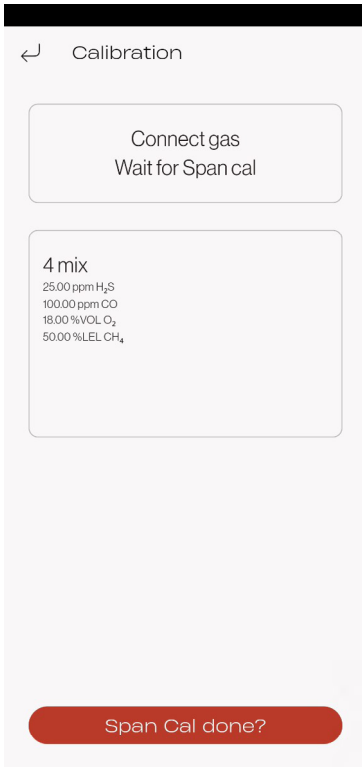 Calibration
Connect gas
Wait for Span cal
4 mix
25.00 ppm H₂S
100.00 ppm CO
18.00 %VOL O₂
50.00 %LEL CH₄
Span Cal done?